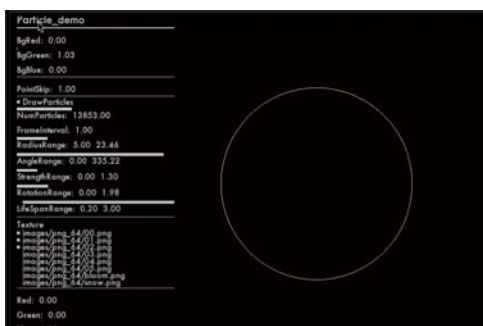 Particle_demo
BgRed: 0.00
BgGreen: 1.03
BgBlue: 0.00
PointSkip: 1.00
DrawParticles
NumParticles: 13853.00
FrameInterval: 1.00
RadiusRange: 5.00 23.46
AngleRange: 0.00 335.22
StrengthRange: 0.00 1.30
RotationRange: 0.00 1.98
LifeSpanRange: 0.20 3.00
Texture
images/png_64/00.png
images/png_64/01.png
images/png_64/02.png
images/png_64/03.png
images/png_64/04.png
images/png_64/05.png
images/png_64/bloom.png
images/png_64/snow.png
Red: 0.00
Green: 0.00